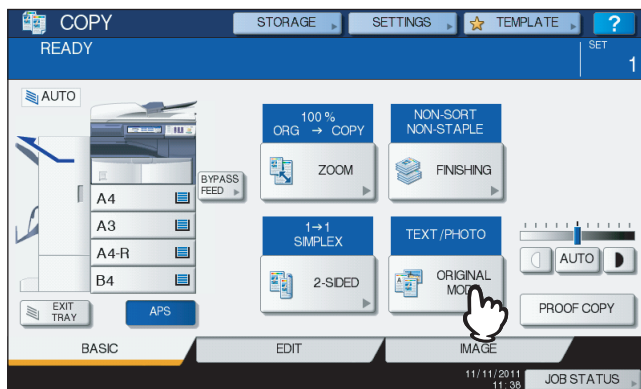 COPY
STORAGE
SETTINGS
TEMPLATE
?
READY
SET
1
AUTO
100 %
ORG → COPY
NON-SORT
NON-STAPLE
ZOOM
FINISHING
BYPASS
FEED
A4
A3
A4-R
B4
1→1
SIMPLEX
TEXT/PHOTO
2-SIDED
ORIGINAL
MODE
AUTO
EXIT
TRAY
APS
PROOF COPY
BASIC
EDIT
IMAGE
11/11/2011
11:38
JOB STATUS